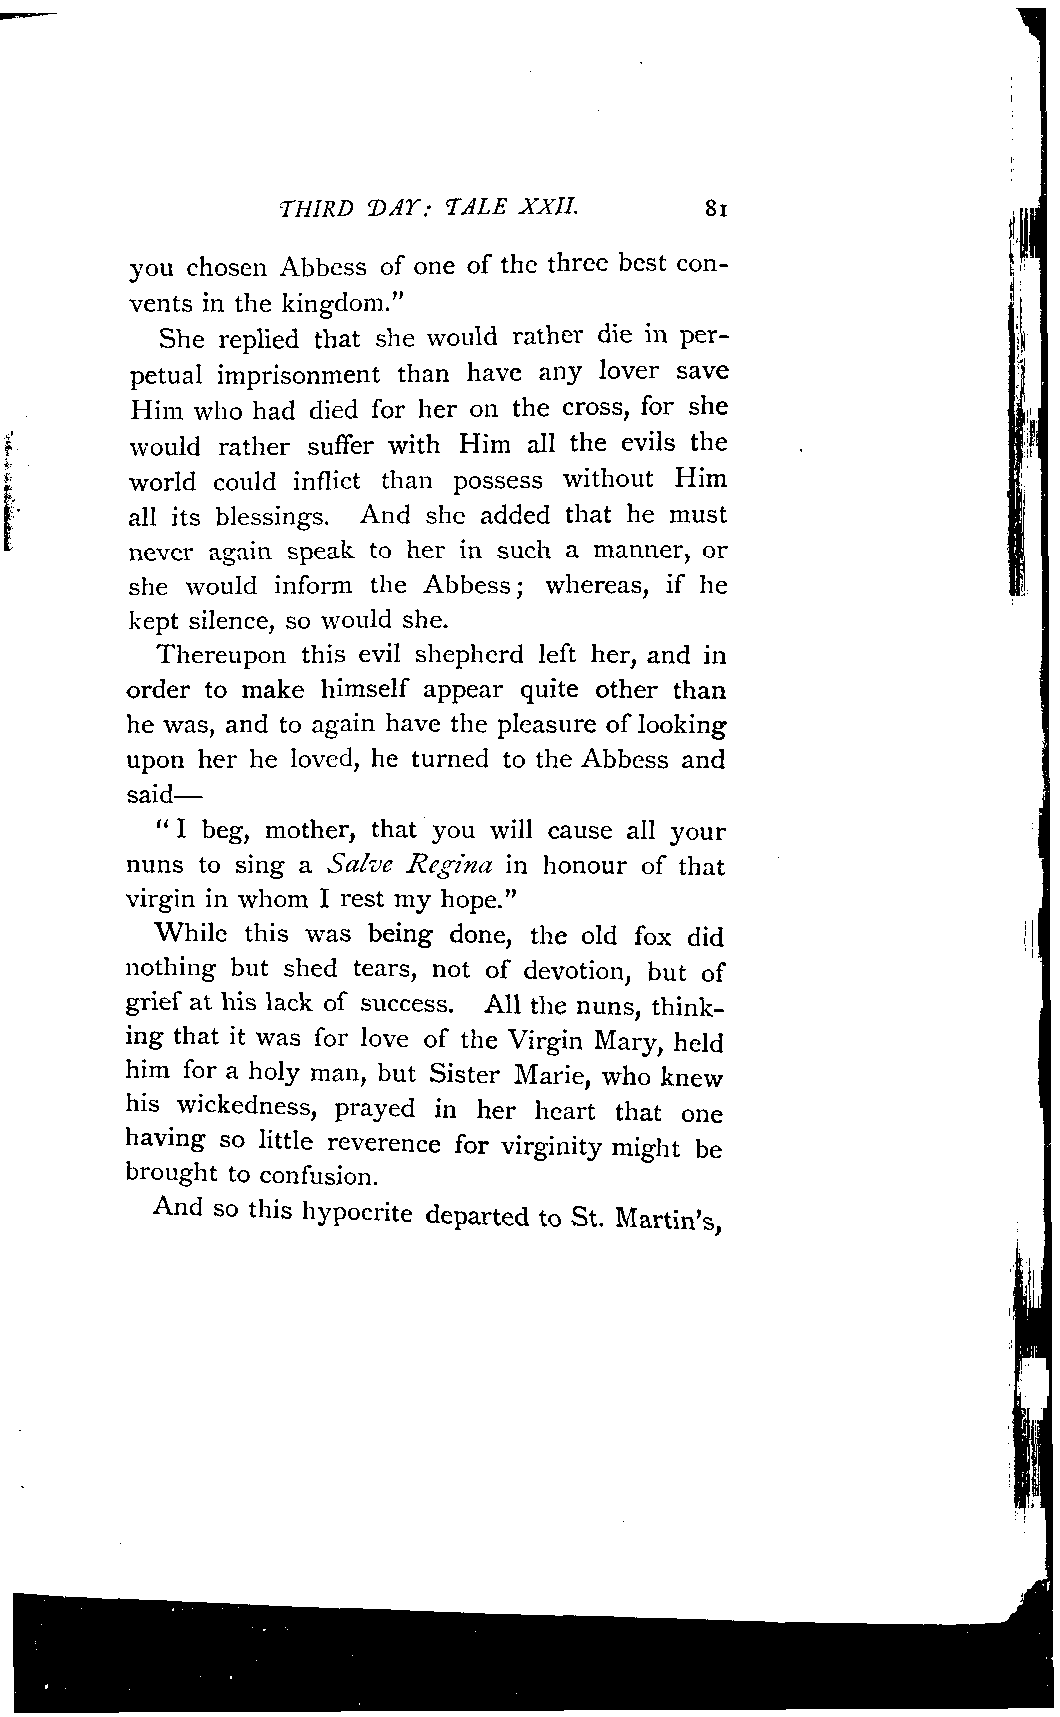 THIRD DAY: TALE XXII. 81
you chosen Abbess of one of the three best con-
vents in the kingdom."
She replied that she would rather die in per-
petual imprisonment than have any lover save
Him who had died for her on the cross, for she
would rather suffer with Him all the evils the
world could inflict than possess without Him
all its blessings. And she added that he must
never again speak to her in such a manner, or
she would inform the Abbess; whereas, if he
kept silence, so would she.
Thereupon this evil shepherd left her, and in
order to make himself appear quite other than
he was, and to again have the pleasure of looking
upon her he loved, he turned to the Abbess and
said—
"I beg, mother, that you will cause all your
nuns to sing a Salve Regina in honour of that
virgin in whom I rest my hope."
While this was being done, the old fox did
nothing but shed tears, not of devotion, but of
grief at his lack of success. All the nuns, think-
ing that it was for love of the Virgin Mary, held
him for a holy man, but Sister Marie, who knew
his wickedness, prayed in her heart that one
having so little reverence for virginity might be
brought to confusion.
And so this hypocrite departed to St. Martin's,